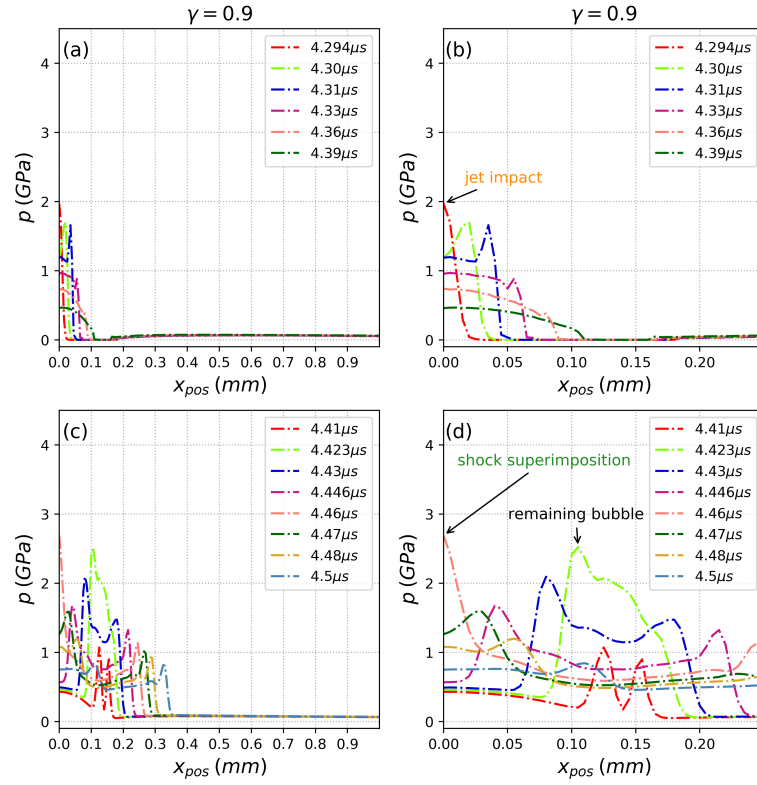 γ = 0.9
γ = 0.9
(a)
4.294μs
4.30μs
4.31μs
4.33μs
4.36μs
4.39μs
p (GPa)
4
3
2
1
0
0.0 0.1 0.2 0.3 0.4 0.5 0.6 0.7 0.8 0.9
x_pos (mm)
(b)
4.294μs
4.30μs
4.31μs
4.33μs
4.36μs
4.39μs
jet impact
p (GPa)
4
3
2
1
0
0.00 0.05 0.10 0.15 0.20
x_pos (mm)
(c)
4.41μs
4.423μs
4.43μs
4.446μs
4.46μs
4.47μs
4.48μs
4.5μs
p (GPa)
4
3
2
1
0
0.0 0.1 0.2 0.3 0.4 0.5 0.6 0.7 0.8 0.9
x_pos (mm)
(d)
4.41μs
4.423μs
4.43μs
4.446μs
4.46μs
4.47μs
4.48μs
4.5μs
shock superimposition
remaining bubble
p (GPa)
4
3
2
1
0
0.00 0.05 0.10 0.15 0.20
x_pos (mm)